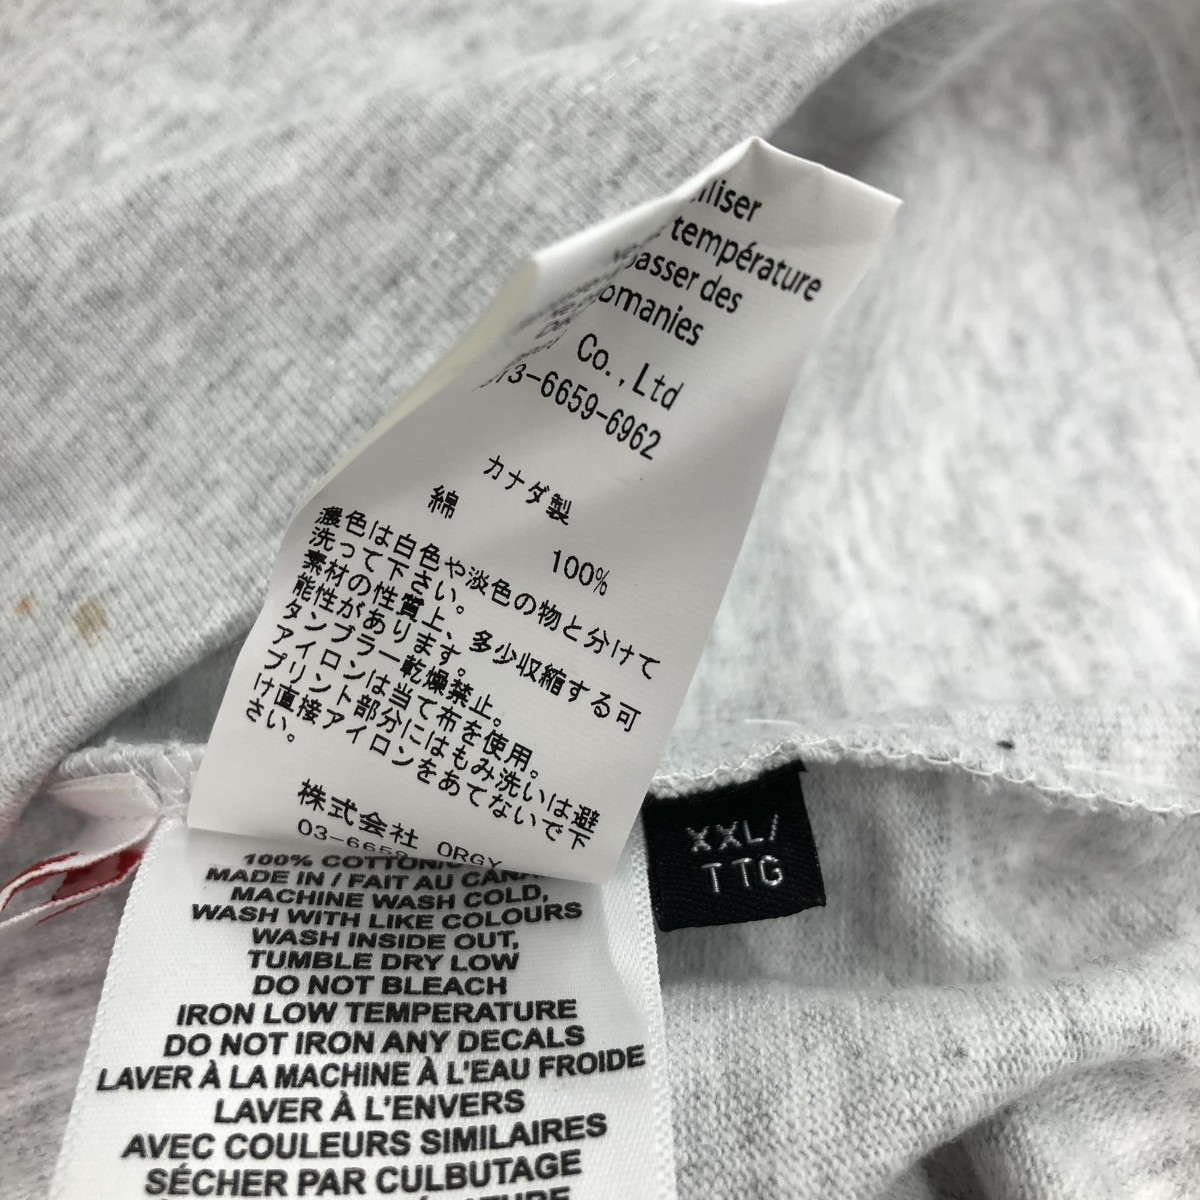 température
des
Co.,Ltd
13-6659-6962
カナダ製
綿 100%
濃色は白色や淡色の物と分けて
洗って下さい。
素材の性質上、多少収縮する可
能性があります。
タンブラー乾燥禁止。
アイロンは当て布を使用。
プリント部分にはもみ洗いは避
け直接アイロンをあてないで下
さい。
株式会社 ORGY
03-6659
100% COTTON
MADE IN / FAIT AU
MACHINE WASH COLD,
WASH WITH LIKE COLOURS
WASH INSIDE OUT,
TUMBLE DRY LOW
DO NOT BLEACH
IRON LOW TEMPERATURE
DO NOT IRON ANY DECALS
LAVER À LA MACHINE À L'EAU FROIDE
LAVER À L'ENVERS
AVEC COULEURS SIMILAIRES
SÉCHER PAR CULBUTAGE
XXL/
TTG